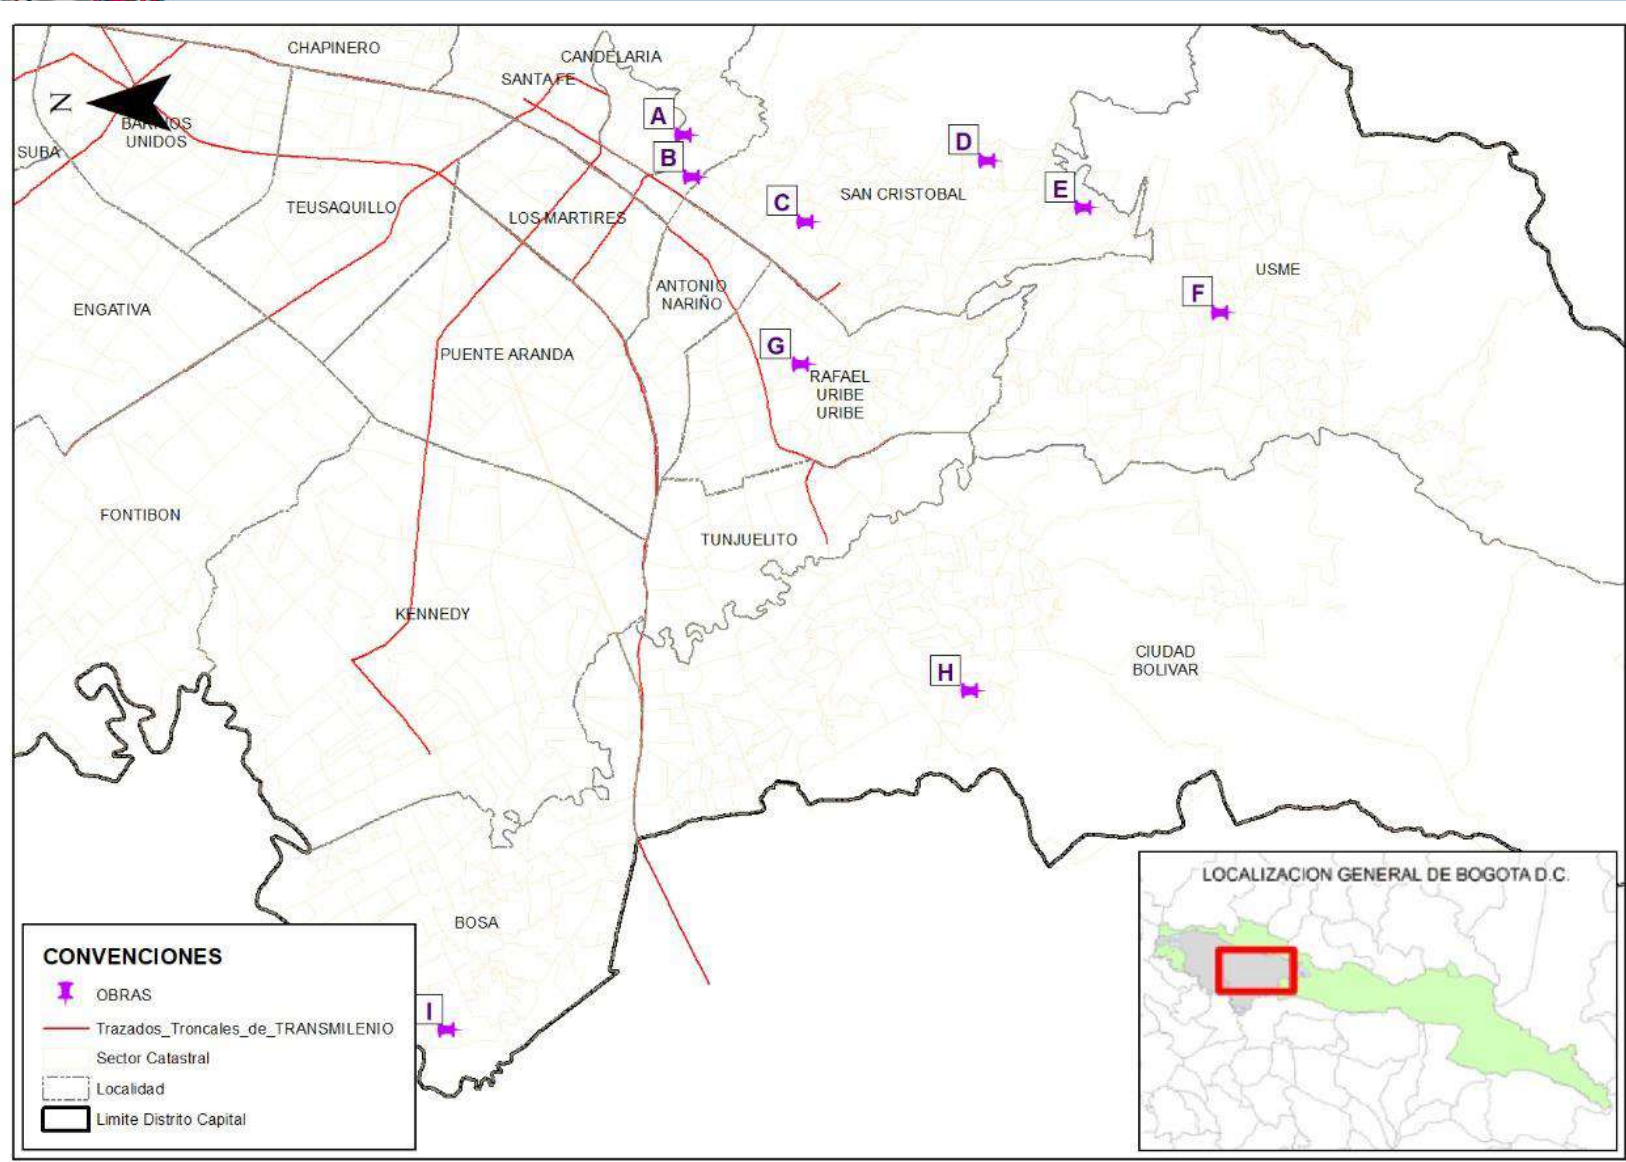 CHAPINERO
CANDELARIA
SANTA FE
N
A
BARRIOS
UNIDOS
SUBA
B
D
E
C
SAN CRISTOBAL
TEUSAQUILLO
LOS MARTIRES
USME
F
ANTONIO
NARIÑO
ENGATIVA
G
PUENTE ARANDA
RAFAEL
URIBE
URIBE
FONTIBON
TUNJUELITO
KENNEDY
CIUDAD
BOLIVAR
H
BOSA
I
CONVENCIONES
OBRAS
Trazados_Troncales_de_TRANSMILENIO
Sector Catastral
Localidad
Limite Distrito Capital
LOCALIZACION GENERAL DE BOGOTA D.C.